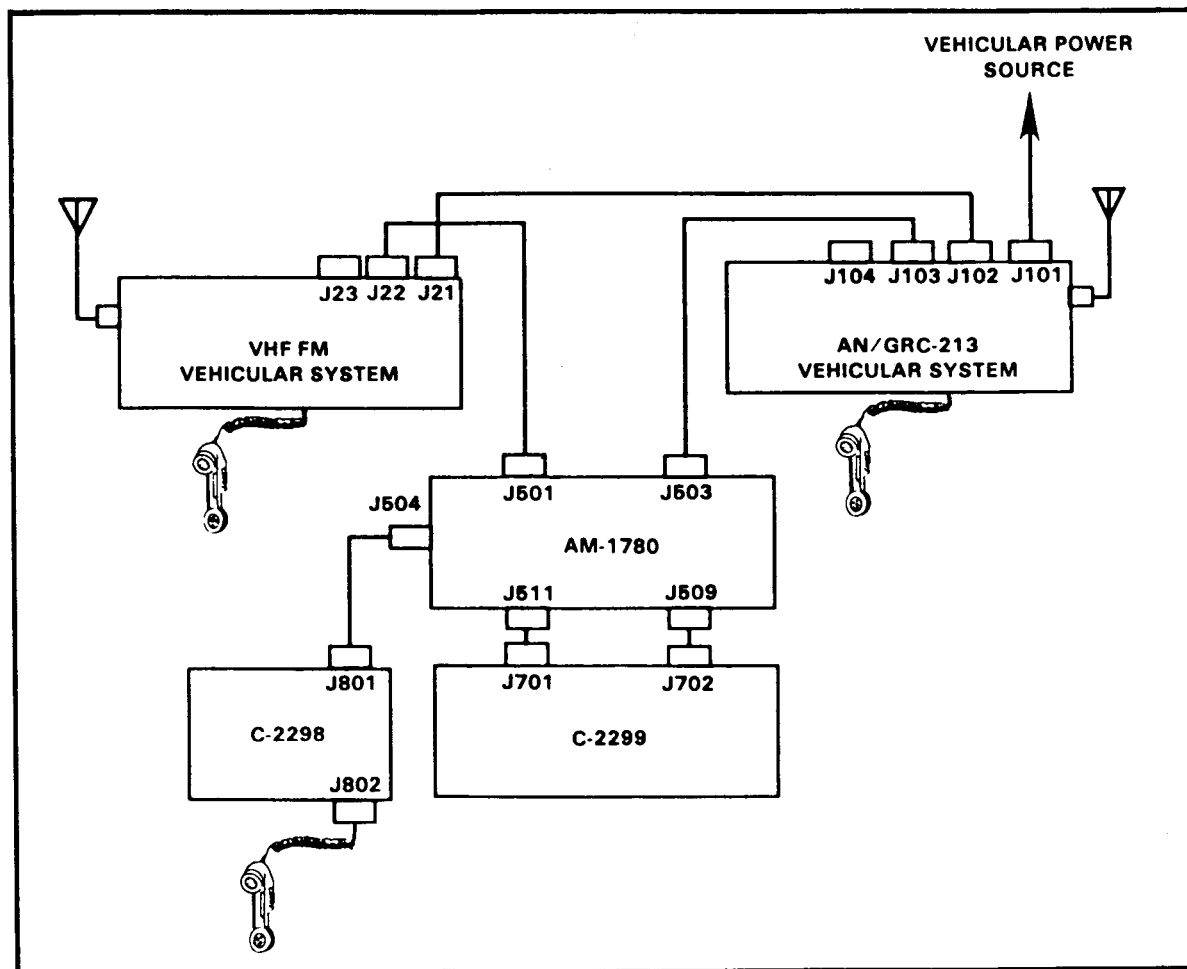 VEHICULAR POWER
SOURCE
J23 J22 J21
J104 J103 J102 J101
VHF FM
VEHICULAR SYSTEM
AN/GRC-213
VEHICULAR SYSTEM
J504
J501
J503
AM-1780
J511
J509
J801
J701
J702
C-2298
C-2299
J802